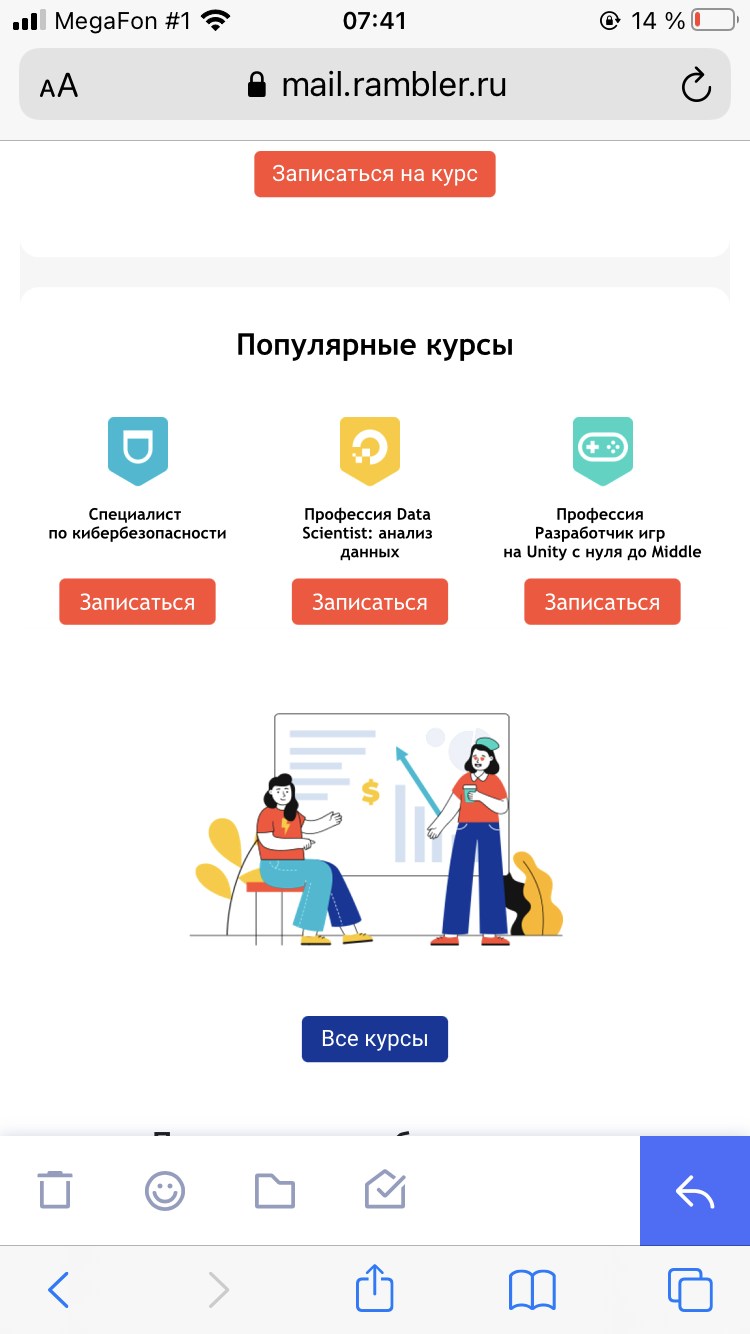 MegaFon #1 07:41 14 %
AA mail.rambler.ru
Записаться на курс
Популярные курсы
Специалист
по кибербезопасности
Профессия Data
Scientist: анализ
данных
Профессия
Разработчик игр
на Unity с нуля до Middle
Записаться Записаться Записаться
$
Все курсы